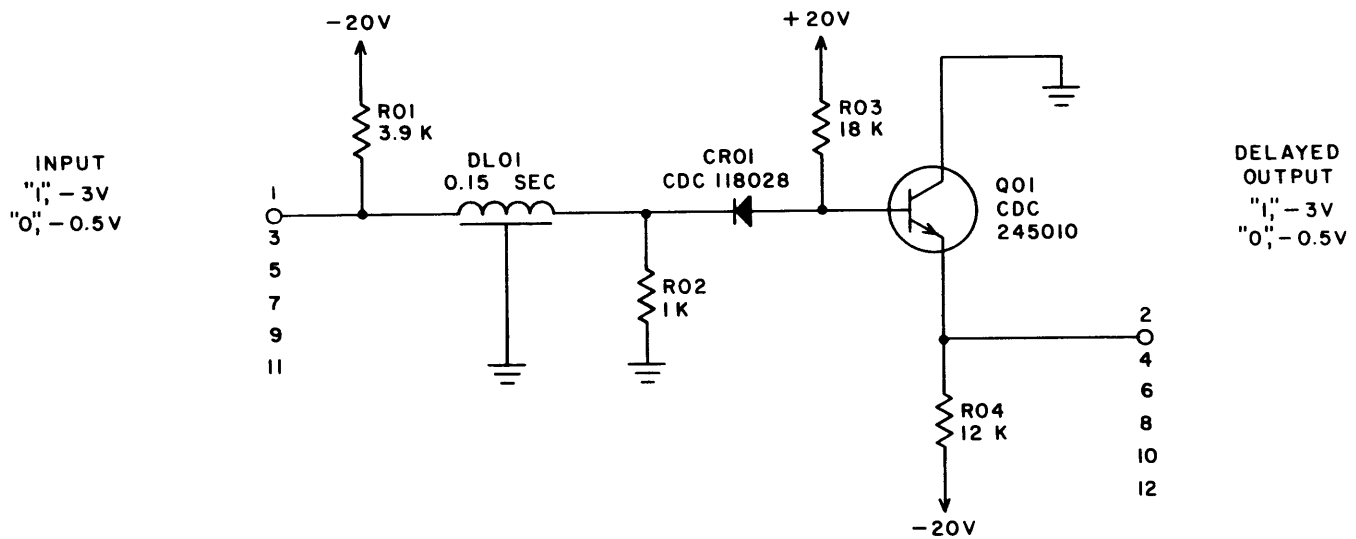 -20V
+20V
R01
3.9 K
R03
18 K
INPUT
"1", -3V
"0", -0.5V
DL01
0.15 SEC
CR01
CDC 118028
Q01
CDC
245010
DELAYED
OUTPUT
"1," -3V
"0", -0.5V
1
3
5
7
9
11
R02
1K
2
4
6
8
10
12
R04
12 K
-20V